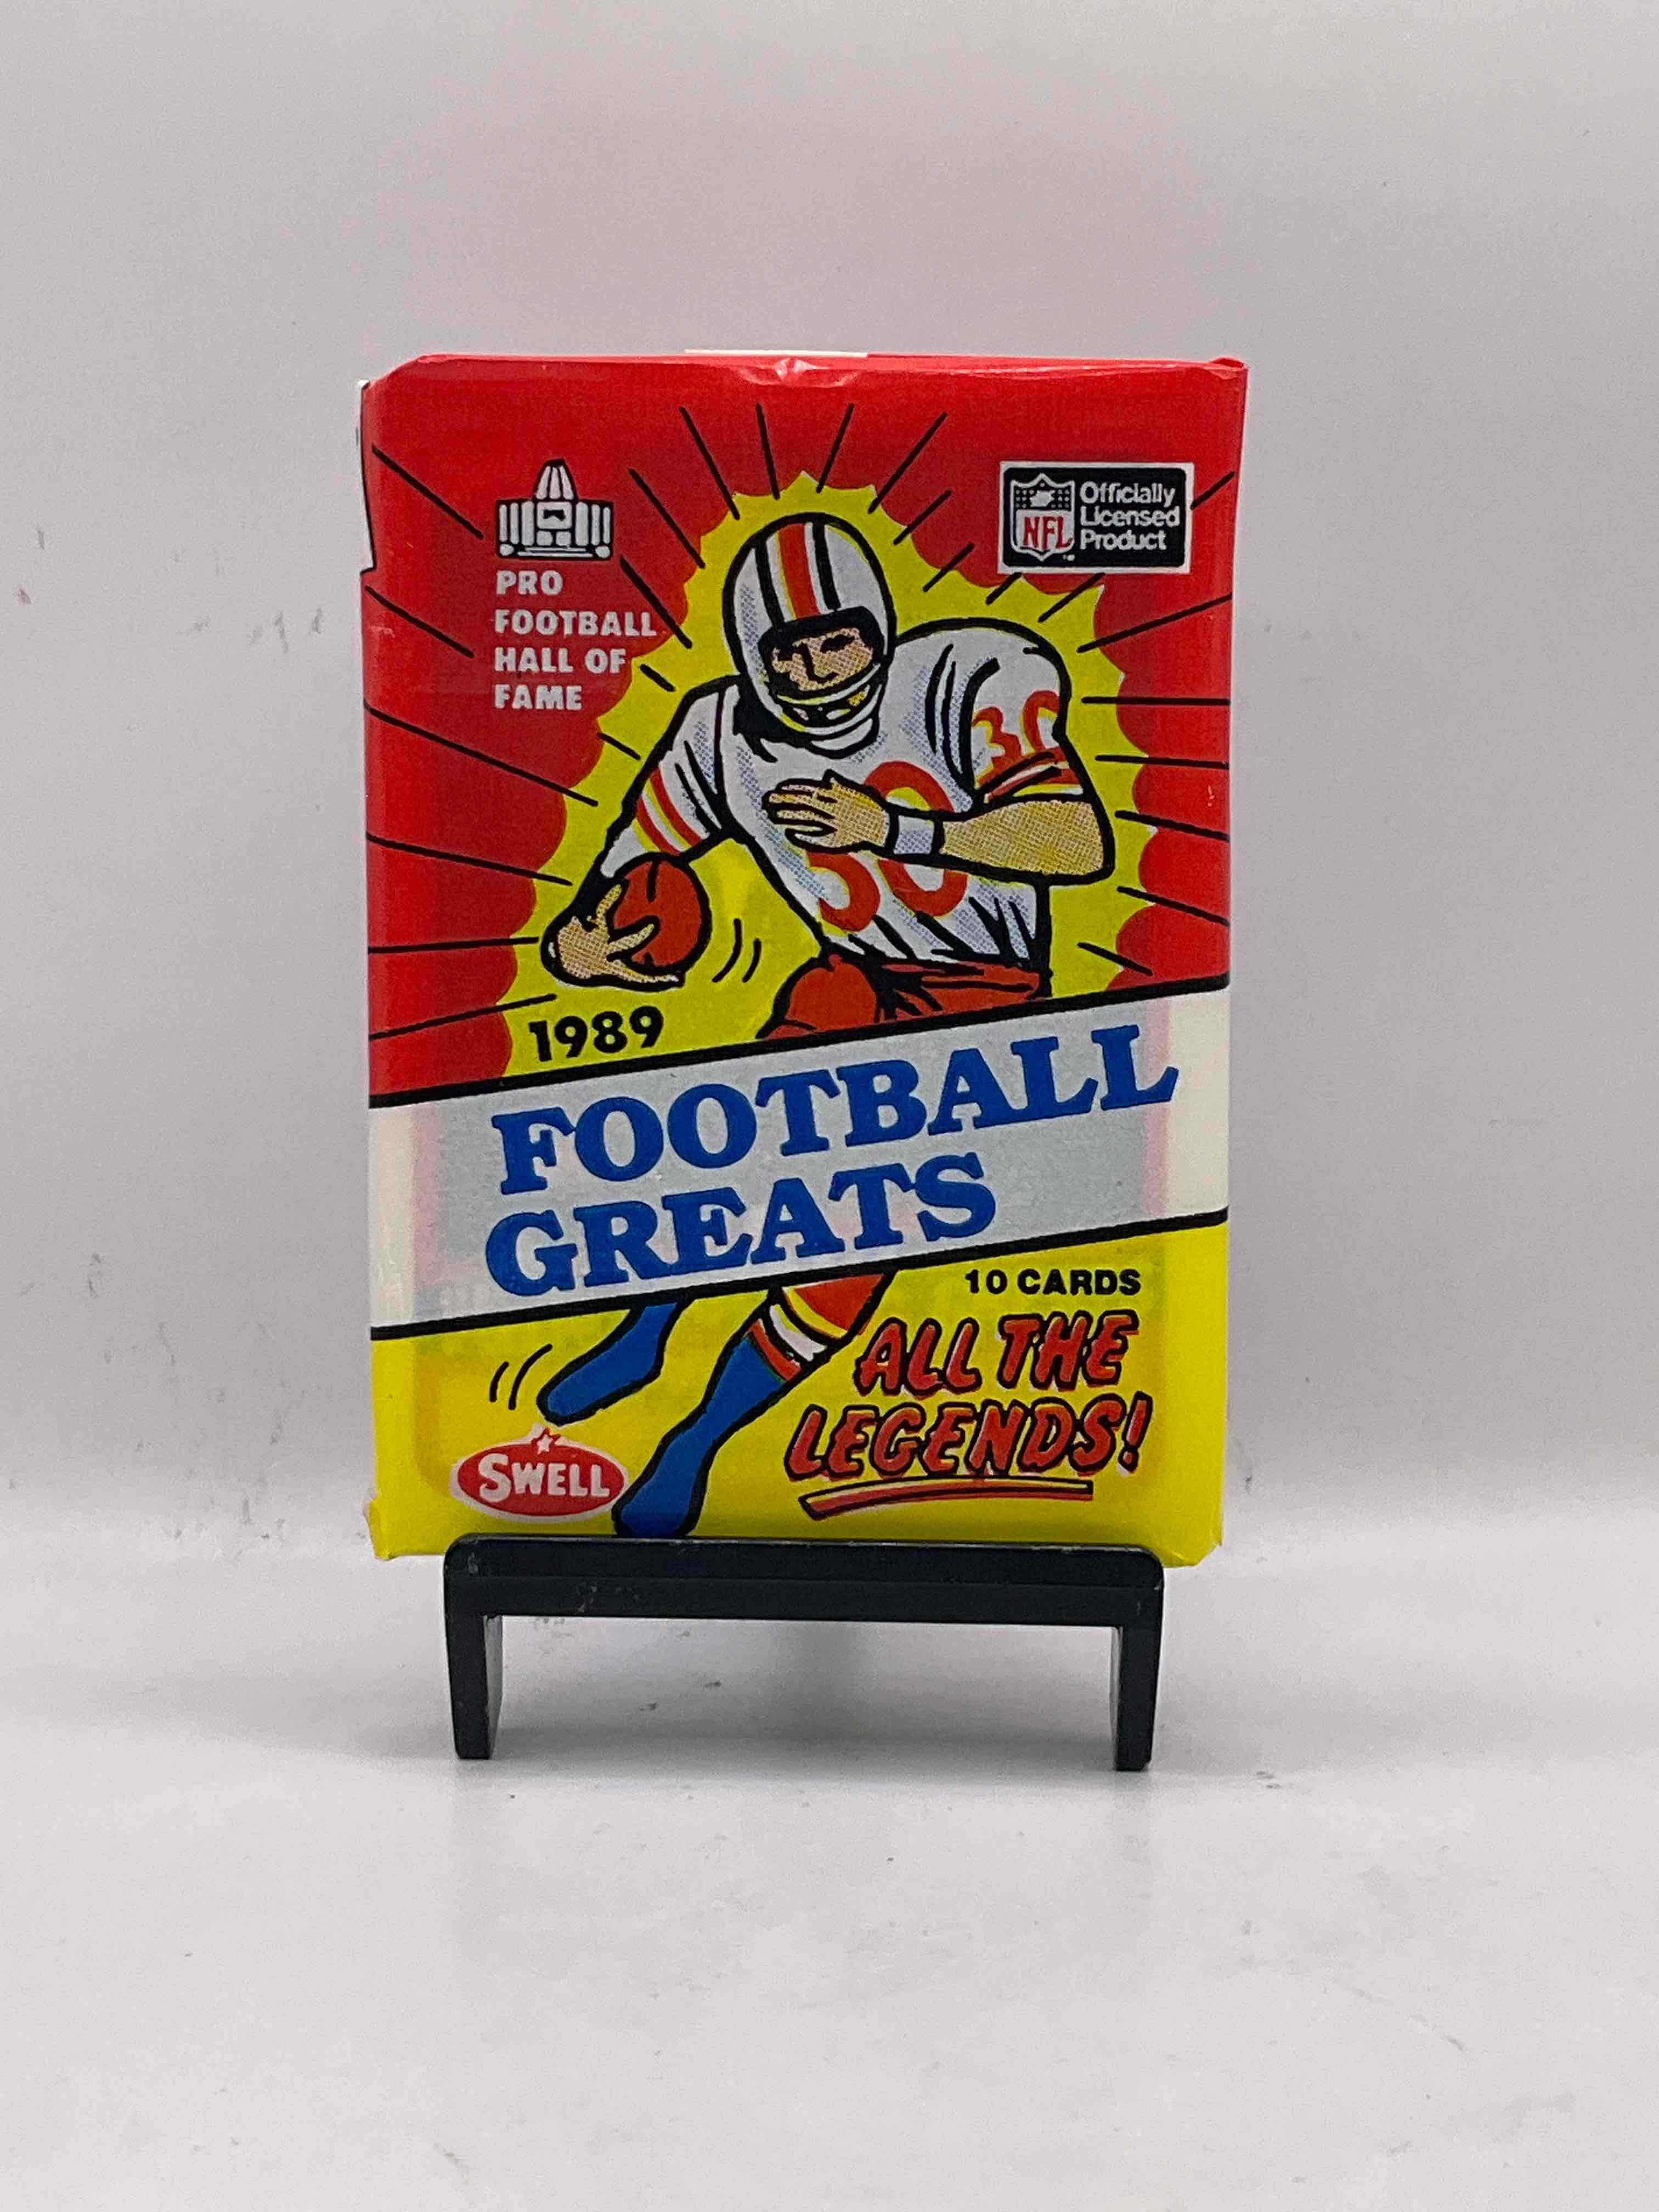 PRO
FOOTBALL
HALL OF
FAME
NFL
Officially
Licensed
Product
30
30
1989
FOOTBALL
GREATS
10 CARDS
ALL THE
LEGENDS!
SWELL